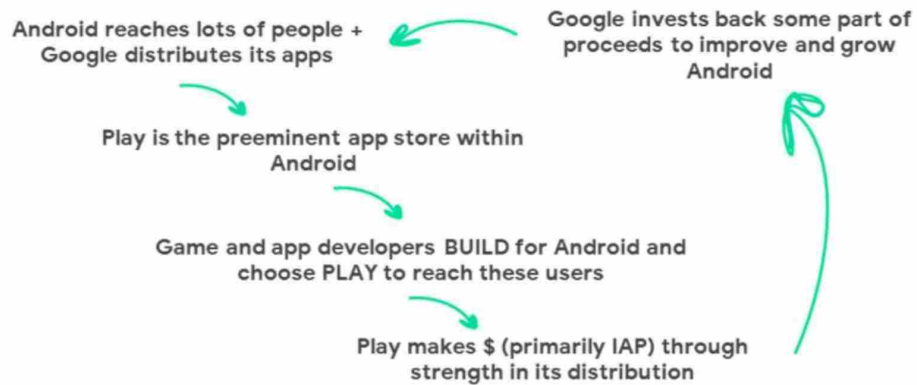 Android reaches lots of people +
Google distributes its apps
Play is the preeminent app store within
Android
Game and app developers BUILD for Android and
choose PLAY to reach these users
Play makes $ (primarily IAP) through
strength in its distribution
Google invests back some part of
proceeds to improve and grow
Android